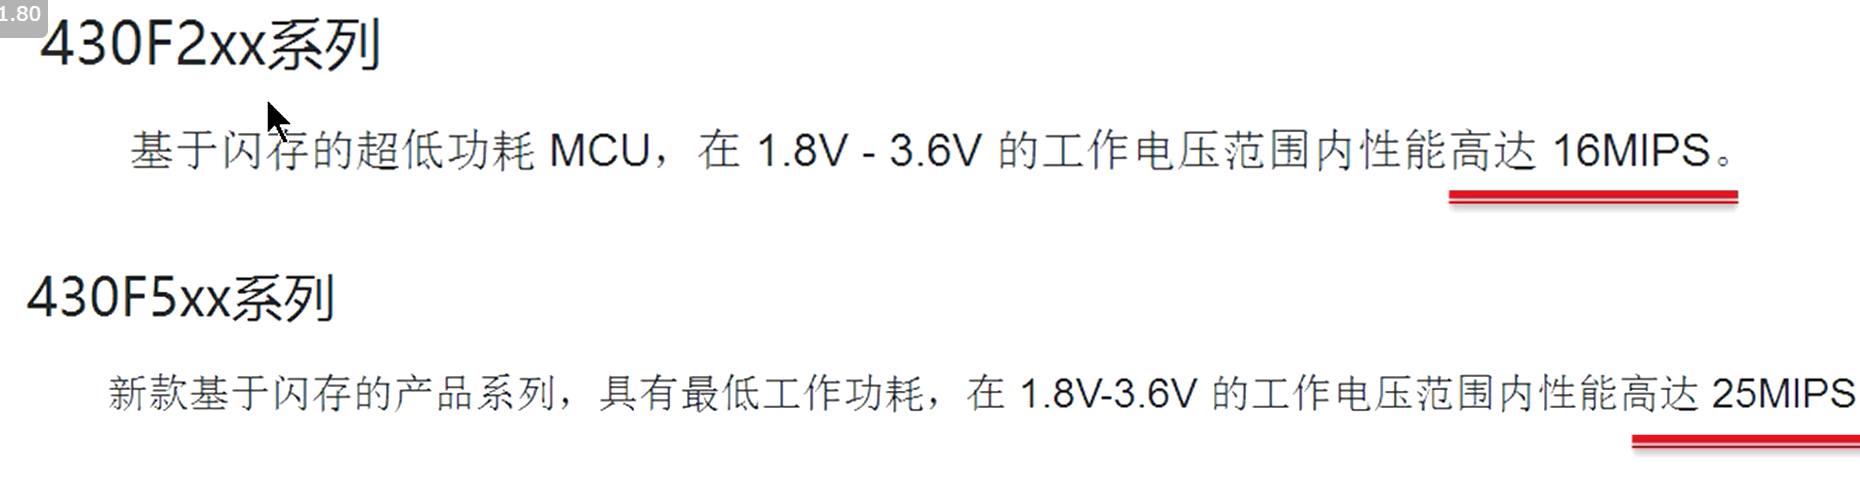 1.80
430F2xx系列
基于闪存的超低功耗 MCU，在 1.8V - 3.6V 的工作电压范围内性能高达 16MIPS。
430F5xx系列
新款基于闪存的产品系列，具有最低工作功耗，在 1.8V-3.6V 的工作电压范围内性能高达 25MIPS